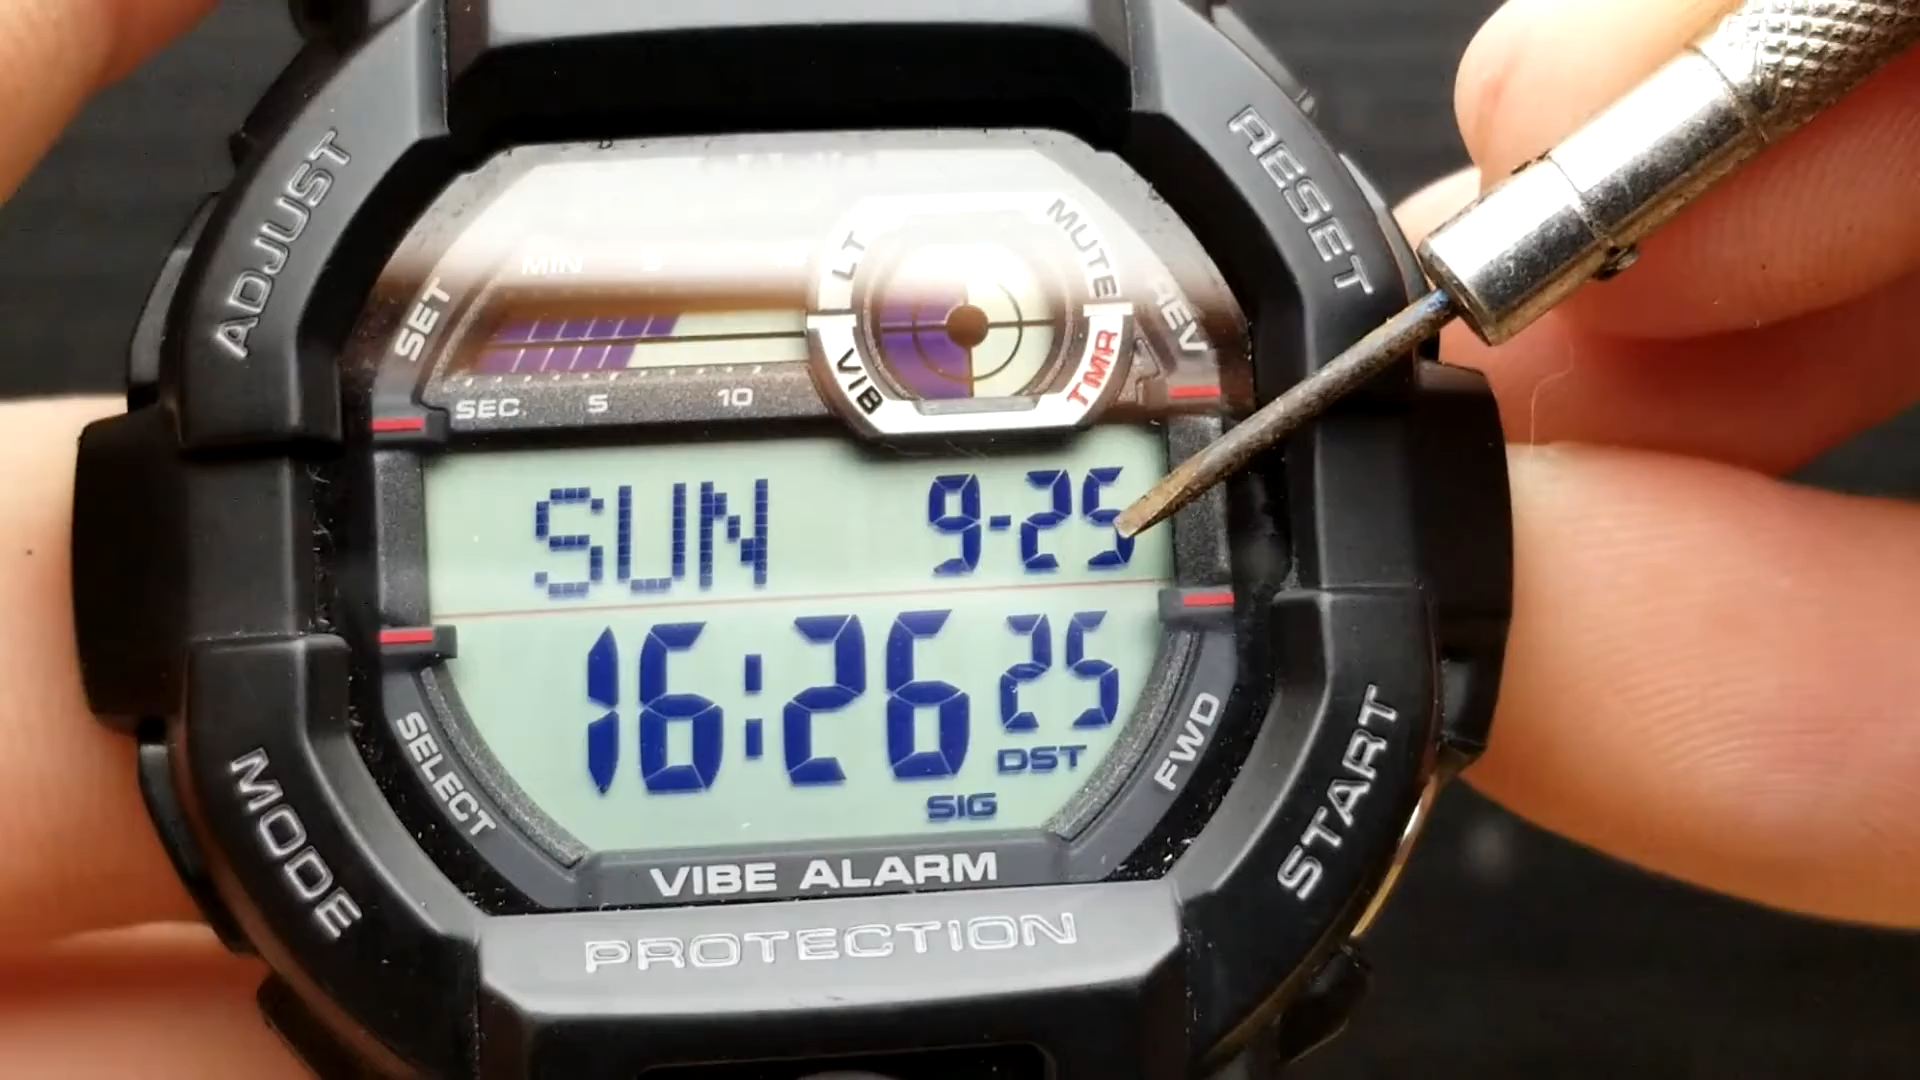 ADJUST
RESET
MIN
LT
MUTE
SET
REV
VIB
TMR
SEC. 5 10
SUN 9-25
16:26 25
DST
SIG
SELECT
FWD
MODE
START
VIBE ALARM
PROTECTION